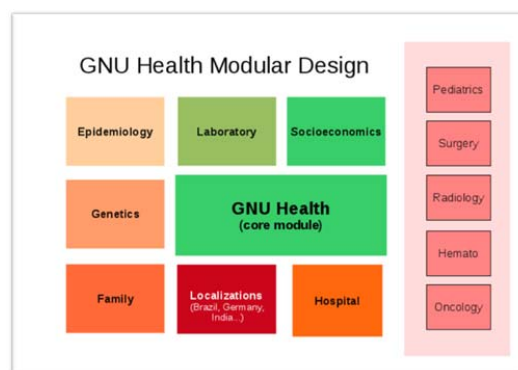 GNU Health Modular Design
Epidemiology
Laboratory
Socioeconomics
Genetics
GNU Health
(core module)
Family
Localizations
(Brazil, Germany,
India...)
Hospital
Pediatrics
Surgery
Radiology
Hemato
Oncology